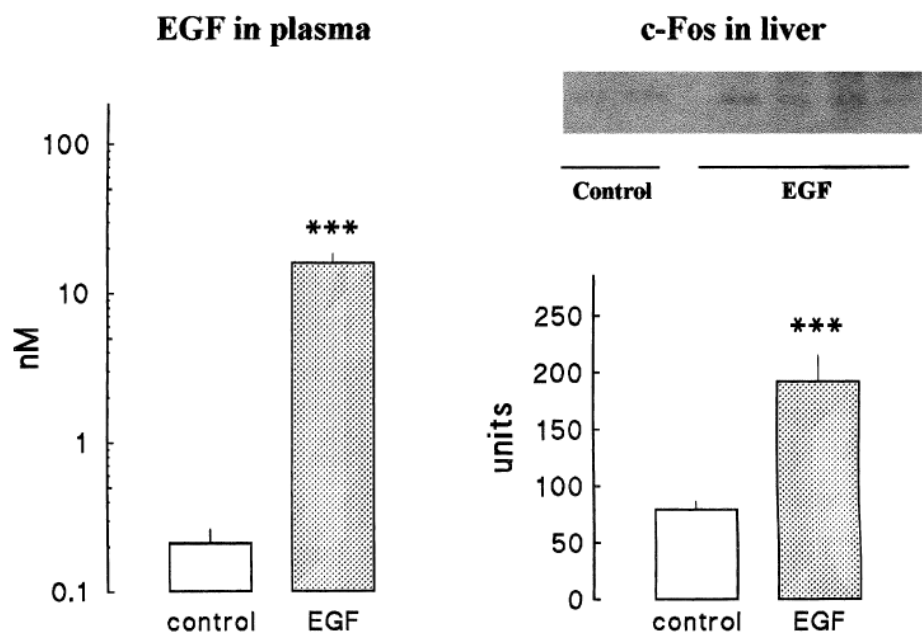 EGF in plasma
100
10
1
0.1
nM
***
control
EGF
c-Fos in liver
Control
EGF
250
200
150
100
50
0
units
***
control
EGF